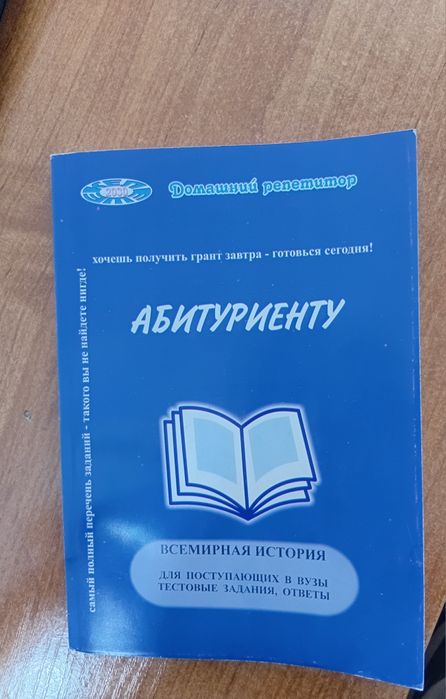 2030
Домашний репетитор
хочешь получить грант завтра - готовься сегодня!
самый полный перечень заданий - такого вы не найдете нигде!
АБИТУРИЕНТУ
ВСЕМИРНАЯ ИСТОРИЯ
ДЛЯ ПОСТУПАЮЩИХ В ВУЗЫ
ТЕСТОВЫЕ ЗАДАНИЯ, ОТВЕТЫ